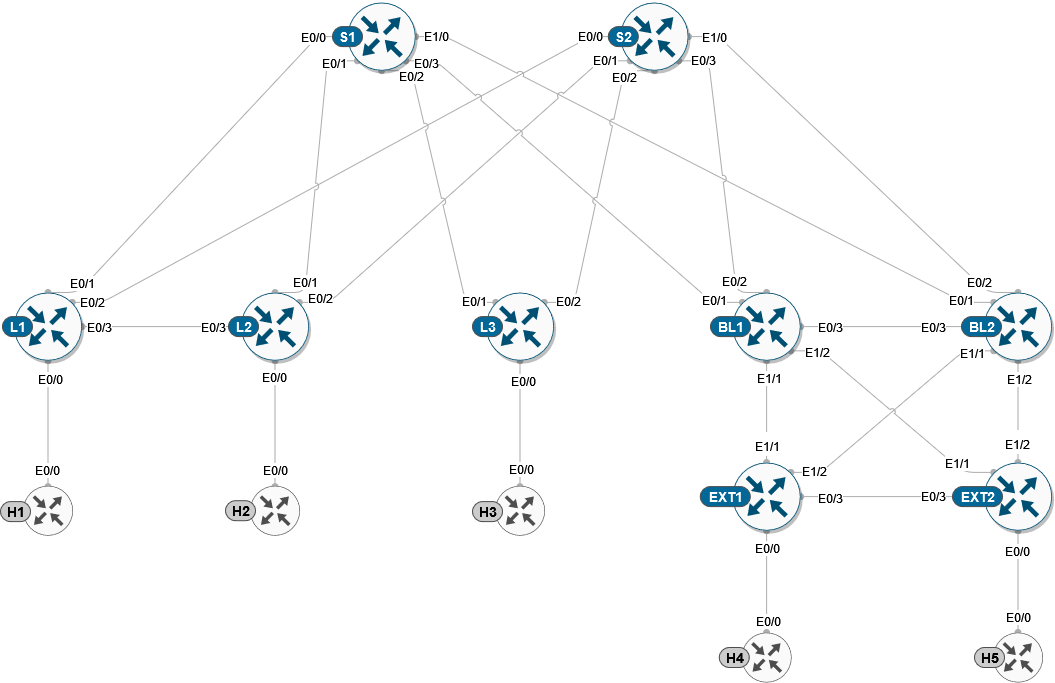 E0/0 S1 E1/0 E0/0 S2 E1/0
E0/1 E0/3 E0/1 E0/3
E0/2 E0/2
E0/1 E0/1 E0/2 E0/2
E0/2 E0/2 E0/1 E0/2 E0/1 E0/1
L1 E0/3 E0/3 L2 L3 BL1 E0/3 E0/3 BL2
E1/2 E1/1
E0/0 E0/0 E0/0 E1/1 E1/2
E1/1 E1/2
E0/0 E0/0 E0/0 E1/2 E1/1
H1 H2 H3 EXT1 E0/3 E0/3 EXT2
E0/0 E0/0
E0/0 E0/0
H4 H5